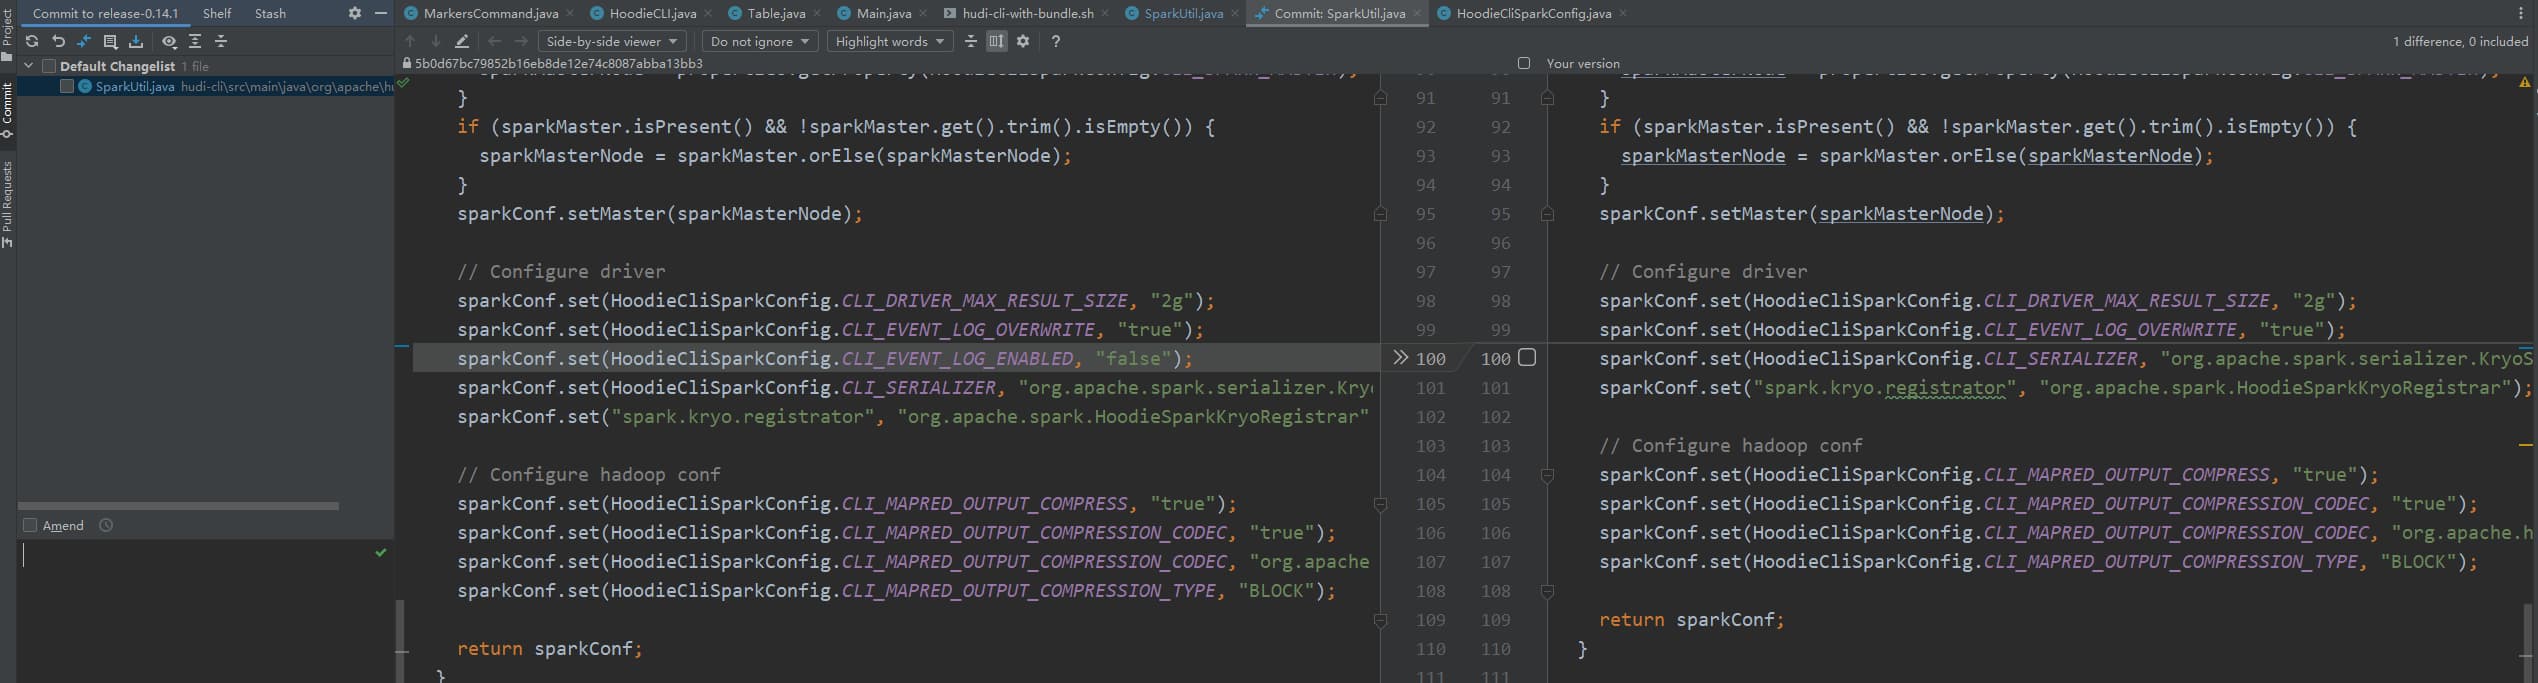 Commit to release-0.14.1 Shelf Stash
MarkersCommand.java HoodieCLI.java Table.java Main.java hudi-cli-with-bundle.sh SparkUtil.java Commit: SparkUtil.java HoodieCliSparkConfig.java
Project
Commit
Pull Requests
Side-by-side viewer Do not ignore Highlight words ? 1 difference, 0 included
Default Changelist 1 file
SparkUtil.java hudi-cli\src\main\java\org\apache\hu
Amend
5b0d67bc79852b16eb8de12e74c8087abba13bb3
}
if (sparkMaster.isPresent() && !sparkMaster.get().trim().isEmpty()) {
sparkMasterNode = sparkMaster.orElse(sparkMasterNode);
}
sparkConf.setMaster(sparkMasterNode);
// Configure driver
sparkConf.set(HoodieCliSparkConfig.CLI_DRIVER_MAX_RESULT_SIZE, "2g");
sparkConf.set(HoodieCliSparkConfig.CLI_EVENT_LOG_OVERWRITE, "true");
sparkConf.set(HoodieCliSparkConfig.CLI_EVENT_LOG_ENABLED, "false");
sparkConf.set(HoodieCliSparkConfig.CLI_SERIALIZER, "org.apache.spark.serializer.Kryo
sparkConf.set("spark.kryo.registrator", "org.apache.spark.HoodieSparkKryoRegistrar"
// Configure hadoop conf
sparkConf.set(HoodieCliSparkConfig.CLI_MAPRED_OUTPUT_COMPRESS, "true");
sparkConf.set(HoodieCliSparkConfig.CLI_MAPRED_OUTPUT_COMPRESSION_CODEC, "true");
sparkConf.set(HoodieCliSparkConfig.CLI_MAPRED_OUTPUT_COMPRESSION_CODEC, "org.apache
sparkConf.set(HoodieCliSparkConfig.CLI_MAPRED_OUTPUT_COMPRESSION_TYPE, "BLOCK");
return sparkConf;
}
91 91
92 92
93 93
94 94
95 95
96 96
97 97
98 98
99 99
100 100
101 101
102 102
103 103
104 104
105 105
106 106
107 107
108 108
109 109
110 110
111 111
Your version
}
if (sparkMaster.isPresent() && !sparkMaster.get().trim().isEmpty()) {
sparkMasterNode = sparkMaster.orElse(sparkMasterNode);
}
sparkConf.setMaster(sparkMasterNode);
// Configure driver
sparkConf.set(HoodieCliSparkConfig.CLI_DRIVER_MAX_RESULT_SIZE, "2g");
sparkConf.set(HoodieCliSparkConfig.CLI_EVENT_LOG_OVERWRITE, "true");
sparkConf.set(HoodieCliSparkConfig.CLI_SERIALIZER, "org.apache.spark.serializer.KryoS
sparkConf.set("spark.kryo.registrator", "org.apache.spark.HoodieSparkKryoRegistrar");
// Configure hadoop conf
sparkConf.set(HoodieCliSparkConfig.CLI_MAPRED_OUTPUT_COMPRESS, "true");
sparkConf.set(HoodieCliSparkConfig.CLI_MAPRED_OUTPUT_COMPRESSION_CODEC, "true");
sparkConf.set(HoodieCliSparkConfig.CLI_MAPRED_OUTPUT_COMPRESSION_CODEC, "org.apache.h
sparkConf.set(HoodieCliSparkConfig.CLI_MAPRED_OUTPUT_COMPRESSION_TYPE, "BLOCK");
return sparkConf;
}